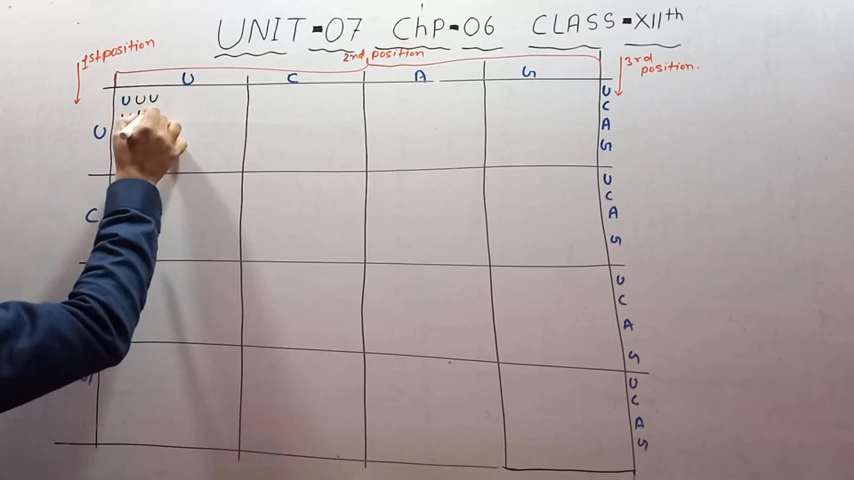 UNIT-07 ChP-06 CLASS-XIIth
1st position
2nd position
3rd position.
U C A G
UUU
U
C
U
C
A
G
U
C
A
G
U
C
A
G
U
C
A
G